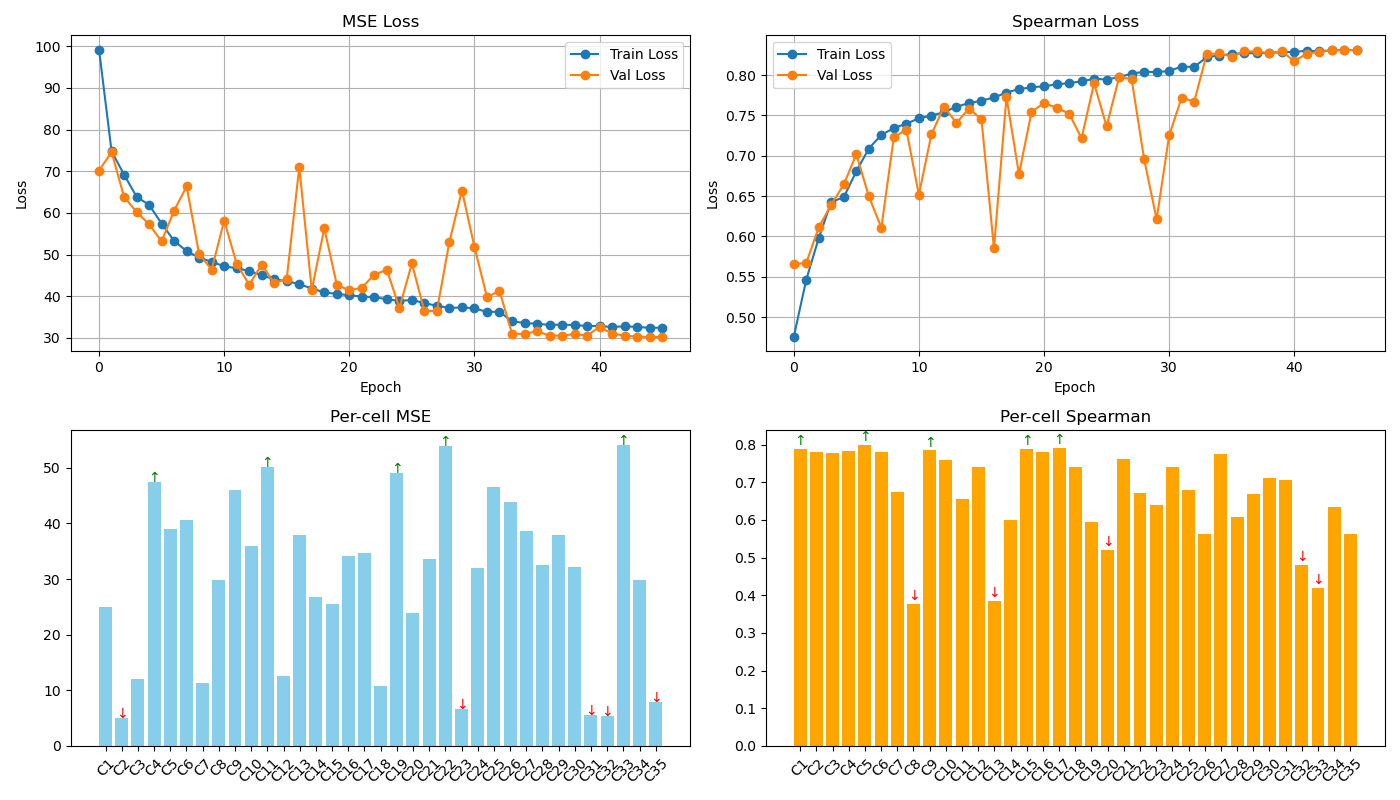 MSE Loss
100
90
80
70
60
50
40
30
Loss
0
10
20
30
40
Epoch
Train Loss
Val Loss
Spearman Loss
0.80
0.75
0.70
0.65
0.60
0.55
0.50
Loss
0
10
20
30
40
Epoch
Train Loss
Val Loss
Per-cell MSE
50
40
30
20
10
0
↑
↑
↑
↑
↑
↓
↓
↓
↓
↓
C1
C2
C3
C4
C5
C6
C7
C8
C9
C10
C11
C12
C13
C14
C15
C16
C17
C18
C19
C20
C21
C22
C23
C24
C25
C26
C27
C28
C29
C30
C31
C32
C33
C34
C35
Per-cell Spearman
0.8
0.7
0.6
0.5
0.4
0.3
0.2
0.1
0.0
↑
↑
↑
↑
↑
↓
↓
↓
↓
↓
C1
C2
C3
C4
C5
C6
C7
C8
C9
C10
C11
C12
C13
C14
C15
C16
C17
C18
C19
C20
C21
C22
C23
C24
C25
C26
C27
C28
C29
C30
C31
C32
C33
C34
C35